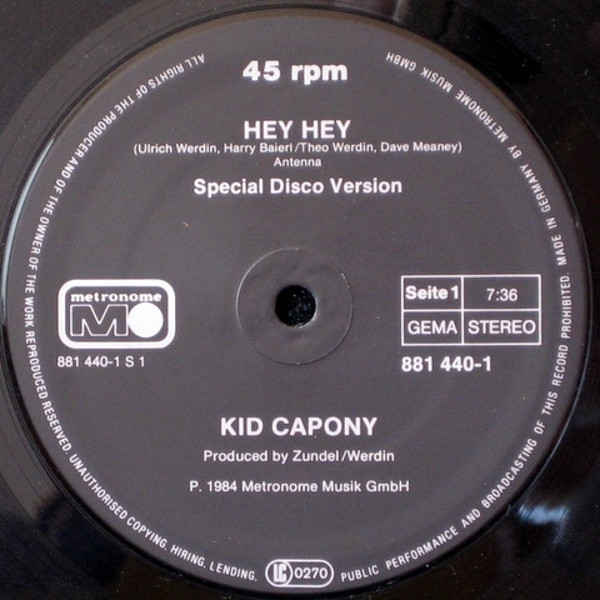 45 rpm
HEY HEY
(Ulrich Werdin, Harry Baierl/Theo Werdin, Dave Meaney)
Antenna
Special Disco Version
metronome
MO
881 440-1 S 1
Seite 1 7:36
GEMA STEREO
881 440-1
KID CAPONY
Produced by Zundel/Werdin
P. 1984 Metronome Musik GmbH
ALL RIGHTS OF THE PRODUCER AND OF THE OWNER OF THE WORK REPRODUCED RESERVED. UNAUTHORISED COPYING, HIRING, LENDING, LC 0270 PUBLIC PERFORMANCE AND BROADCASTING OF THIS RECORD PROHIBITED. MADE IN GERMANY BY METRONOME MUSIK GMBH